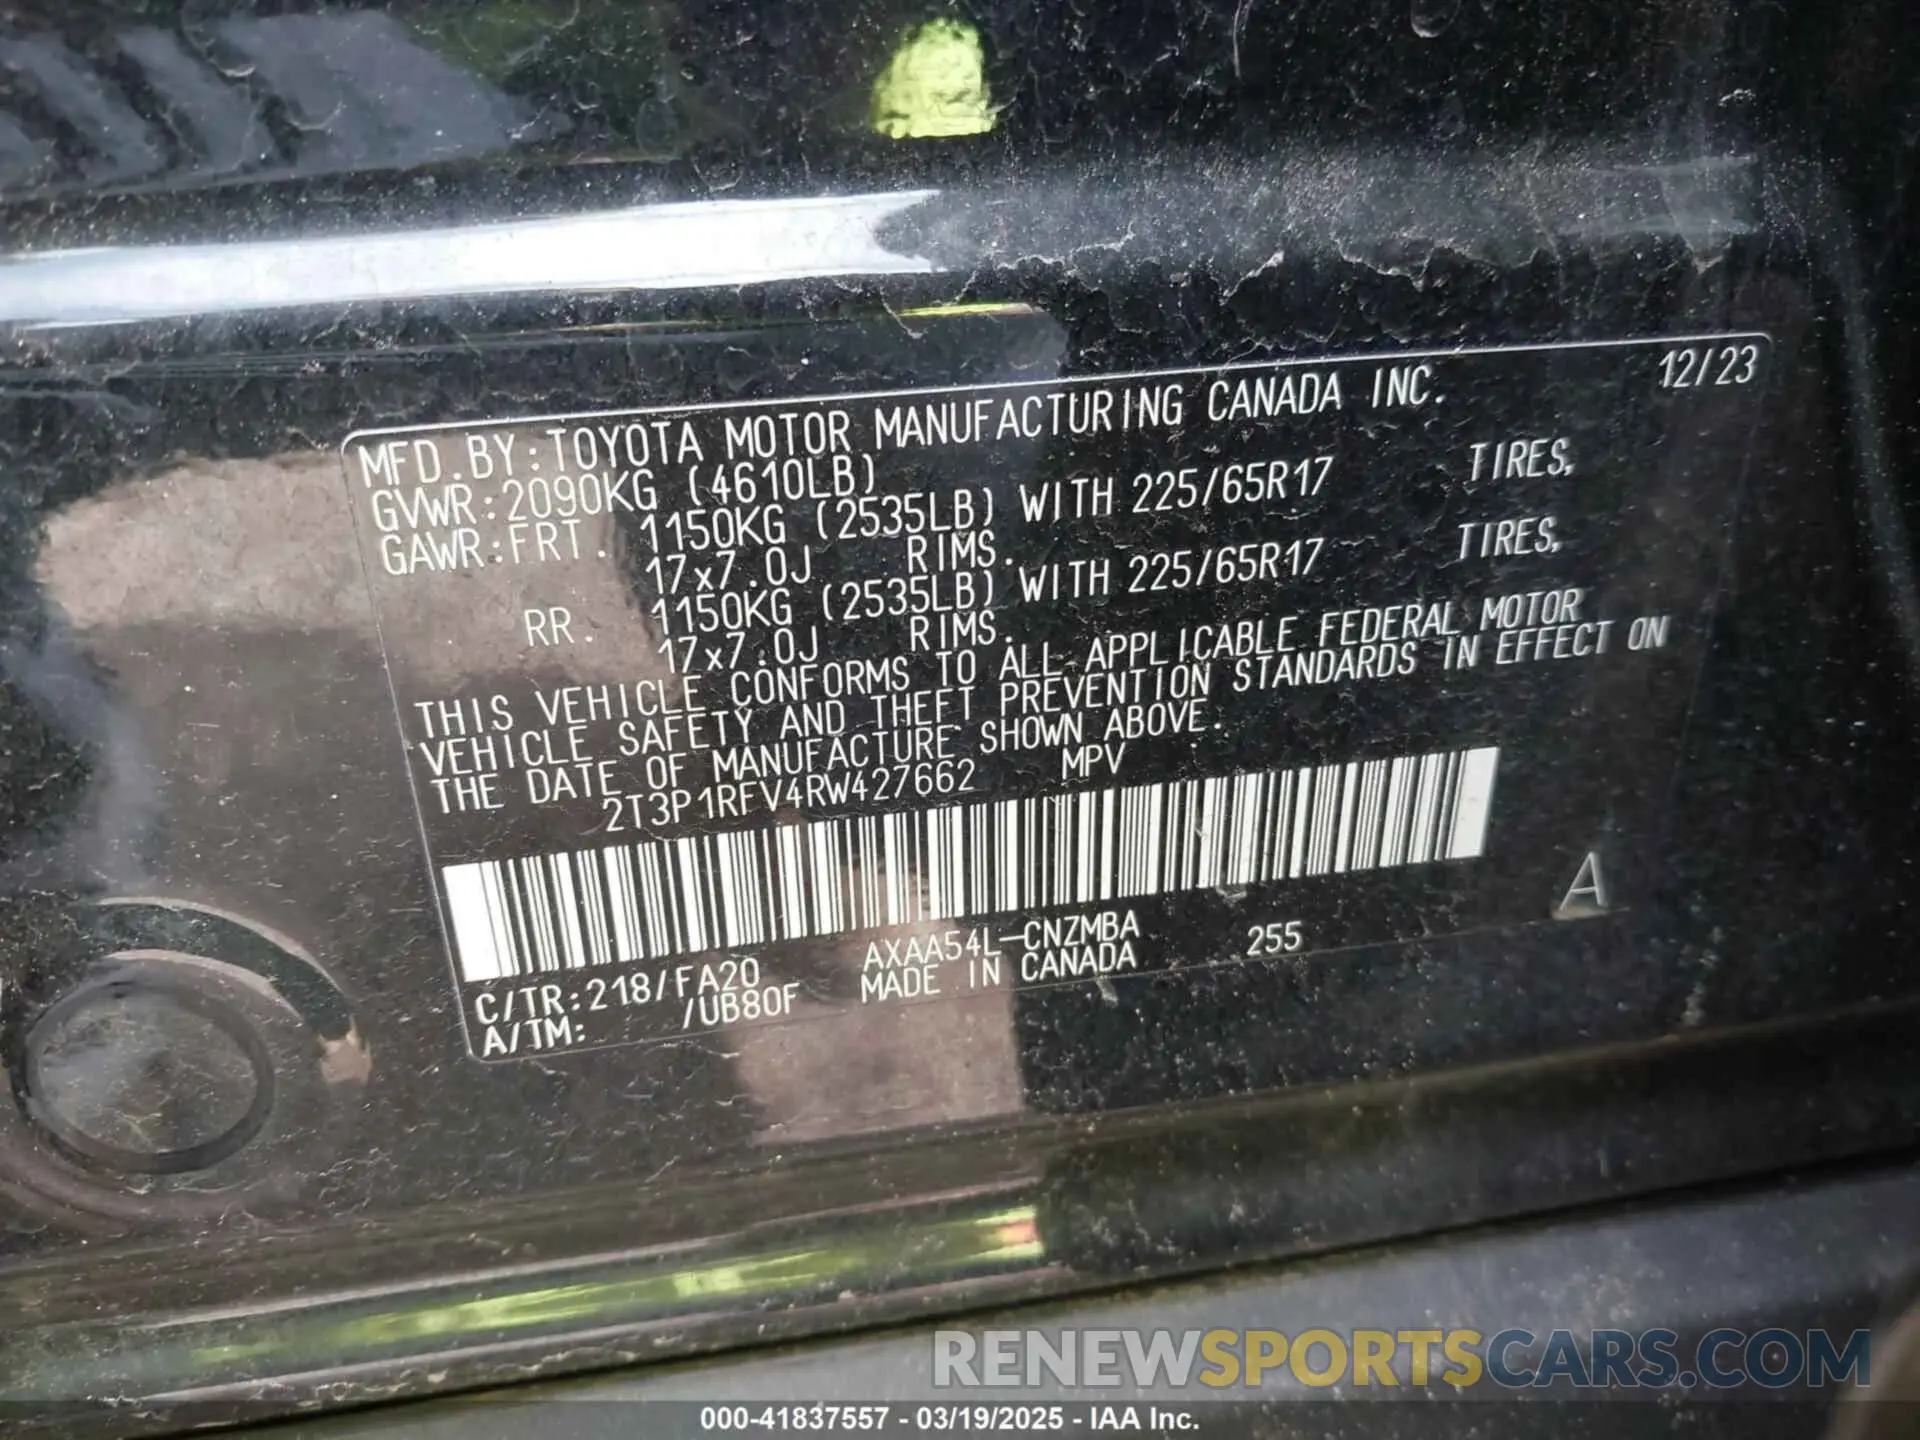 12/23
MFD.BY:TOYOTA MOTOR MANUFACTURING CANADA INC.
GVWR:2090KG (4610LB)
GAWR:FRT. 1150KG (2535LB) WITH 225/65R17 TIRES,
17x7.0J RIMS.
RR. 1150KG (2535LB) WITH 225/65R17 TIRES,
17x7.0J RIMS.
THIS VEHICLE CONFORMS TO ALL APPLICABLE FEDERAL MOTOR
VEHICLE SAFETY AND THEFT PREVENTION STANDARDS IN EFFECT ON
THE DATE OF MANUFACTURE SHOWN ABOVE.
2T3P1RFV4RW427662 MPV
A
C/TR:218/FA20 AXAA54L-CNZMBA 255
A/TM: /UB80F MADE IN CANADA
RENEWSPORTSCARS.COM
000-41837557 - 03/19/2025 - IAA Inc.